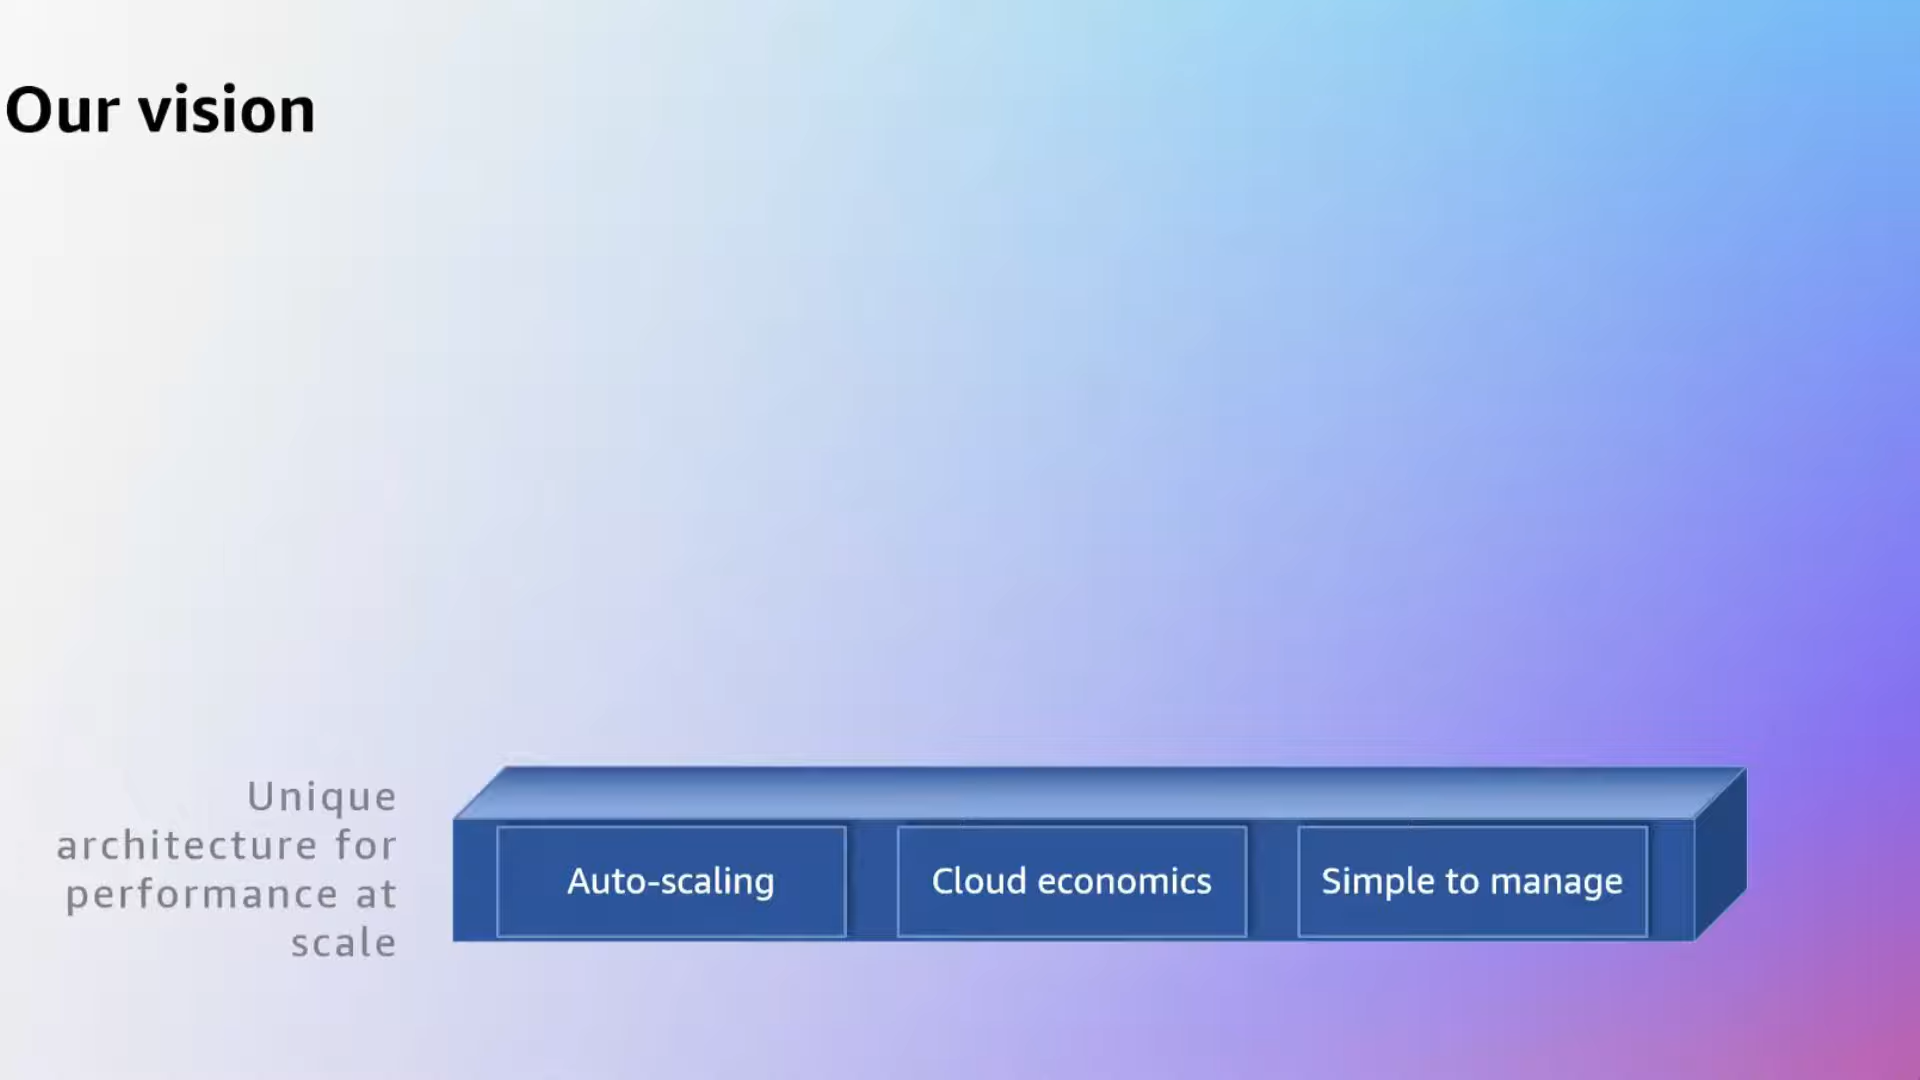 Our vision
Unique
architecture for
performance at
scale
Auto-scaling
Cloud economics
Simple to manage